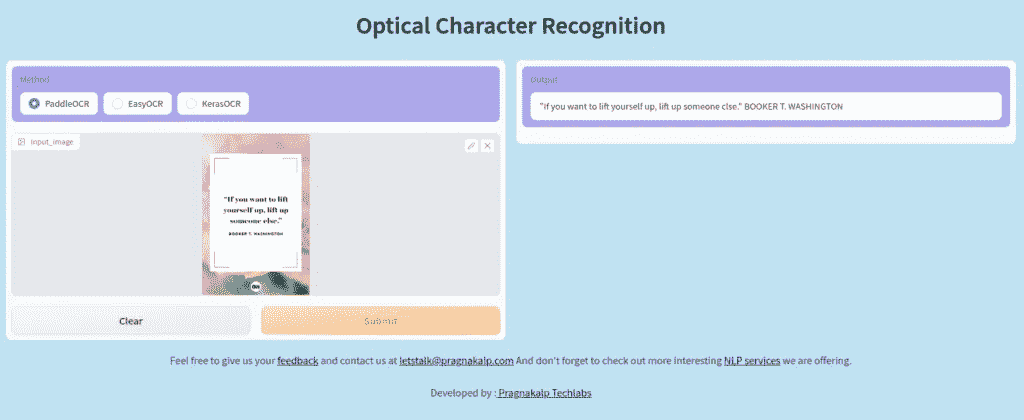 Optical Character Recognition
Method
PaddleOCR
EasyOCR
KerasOCR
input_image
"If you want to lift
yourself up, lift up
someone else."
BOOKER T. WASHINGTON
Clear
Submit
Output
"if you want to lift yourself up, lift up someone else." BOOKER T. WASHINGTON
Feel free to give us your feedback and contact us at letstalk@pragnakalp.com And don't forget to check out more interesting NLP services we are offering.
Developed by : Pragnakalp Techlabs